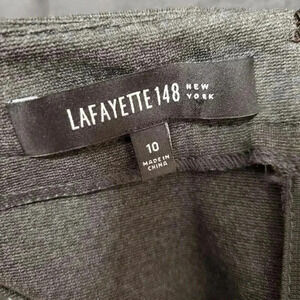 LAFAYETTE 148 NEW YORK
10
MADE IN
CHINA